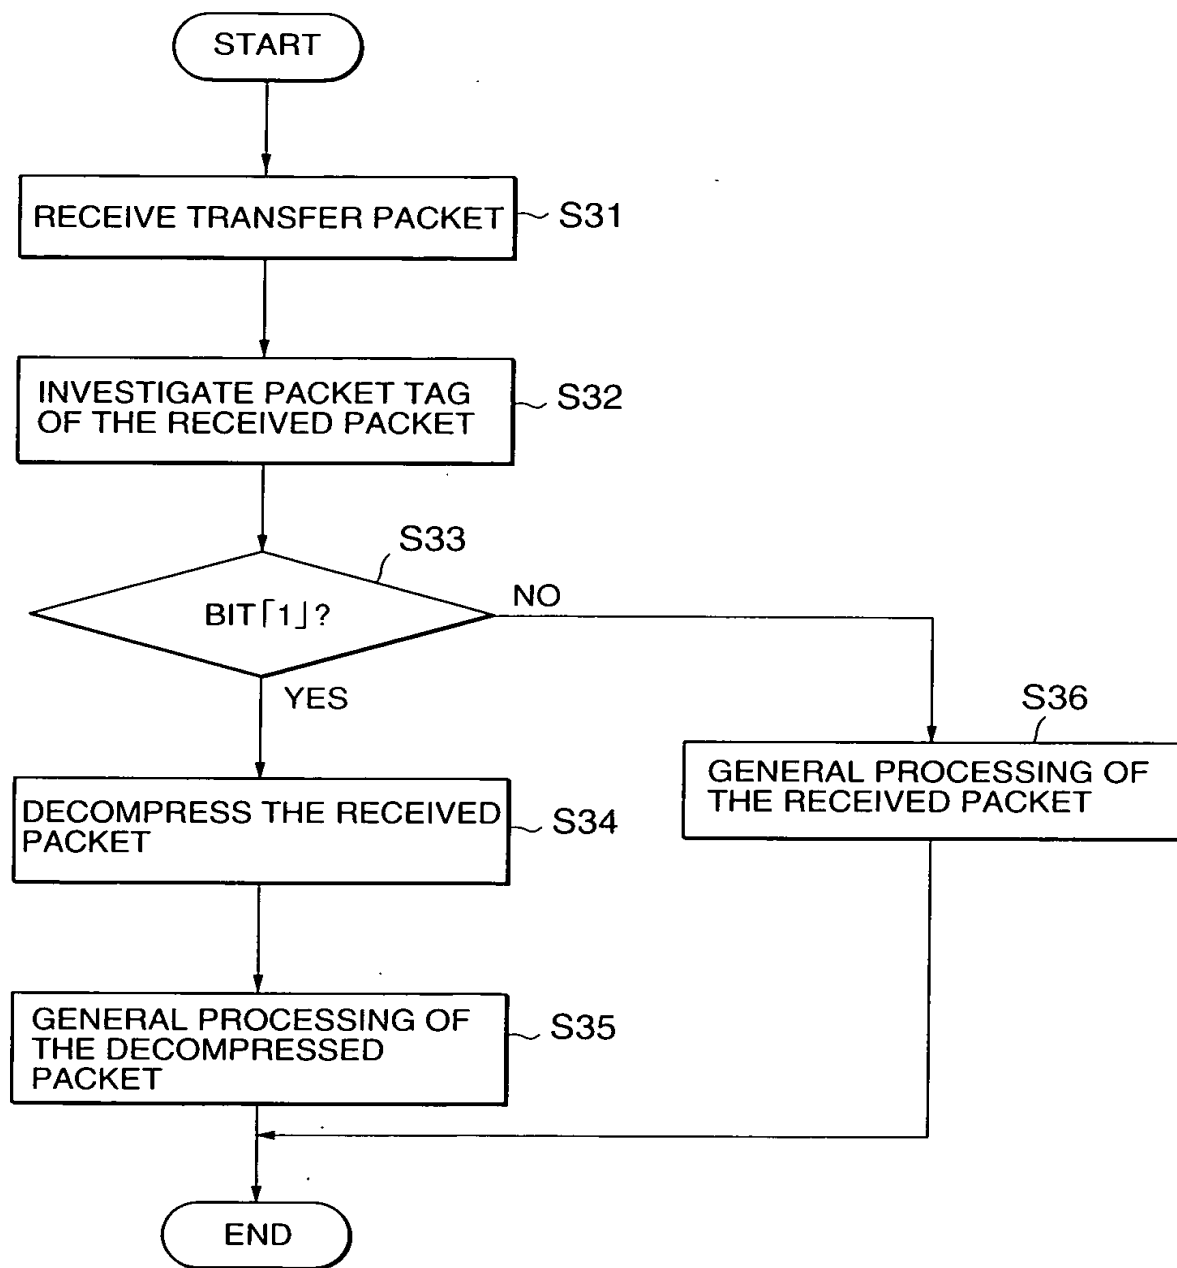 START
RECEIVE TRANSFER PACKET
S31
INVESTIGATE PACKET TAG
OF THE RECEIVED PACKET
S32
S33
BIT「1」?
NO
YES
S36
GENERAL PROCESSING OF
THE RECEIVED PACKET
DECOMPRESS THE RECEIVED
PACKET
S34
GENERAL PROCESSING OF
THE DECOMPRESSED
PACKET
S35
END